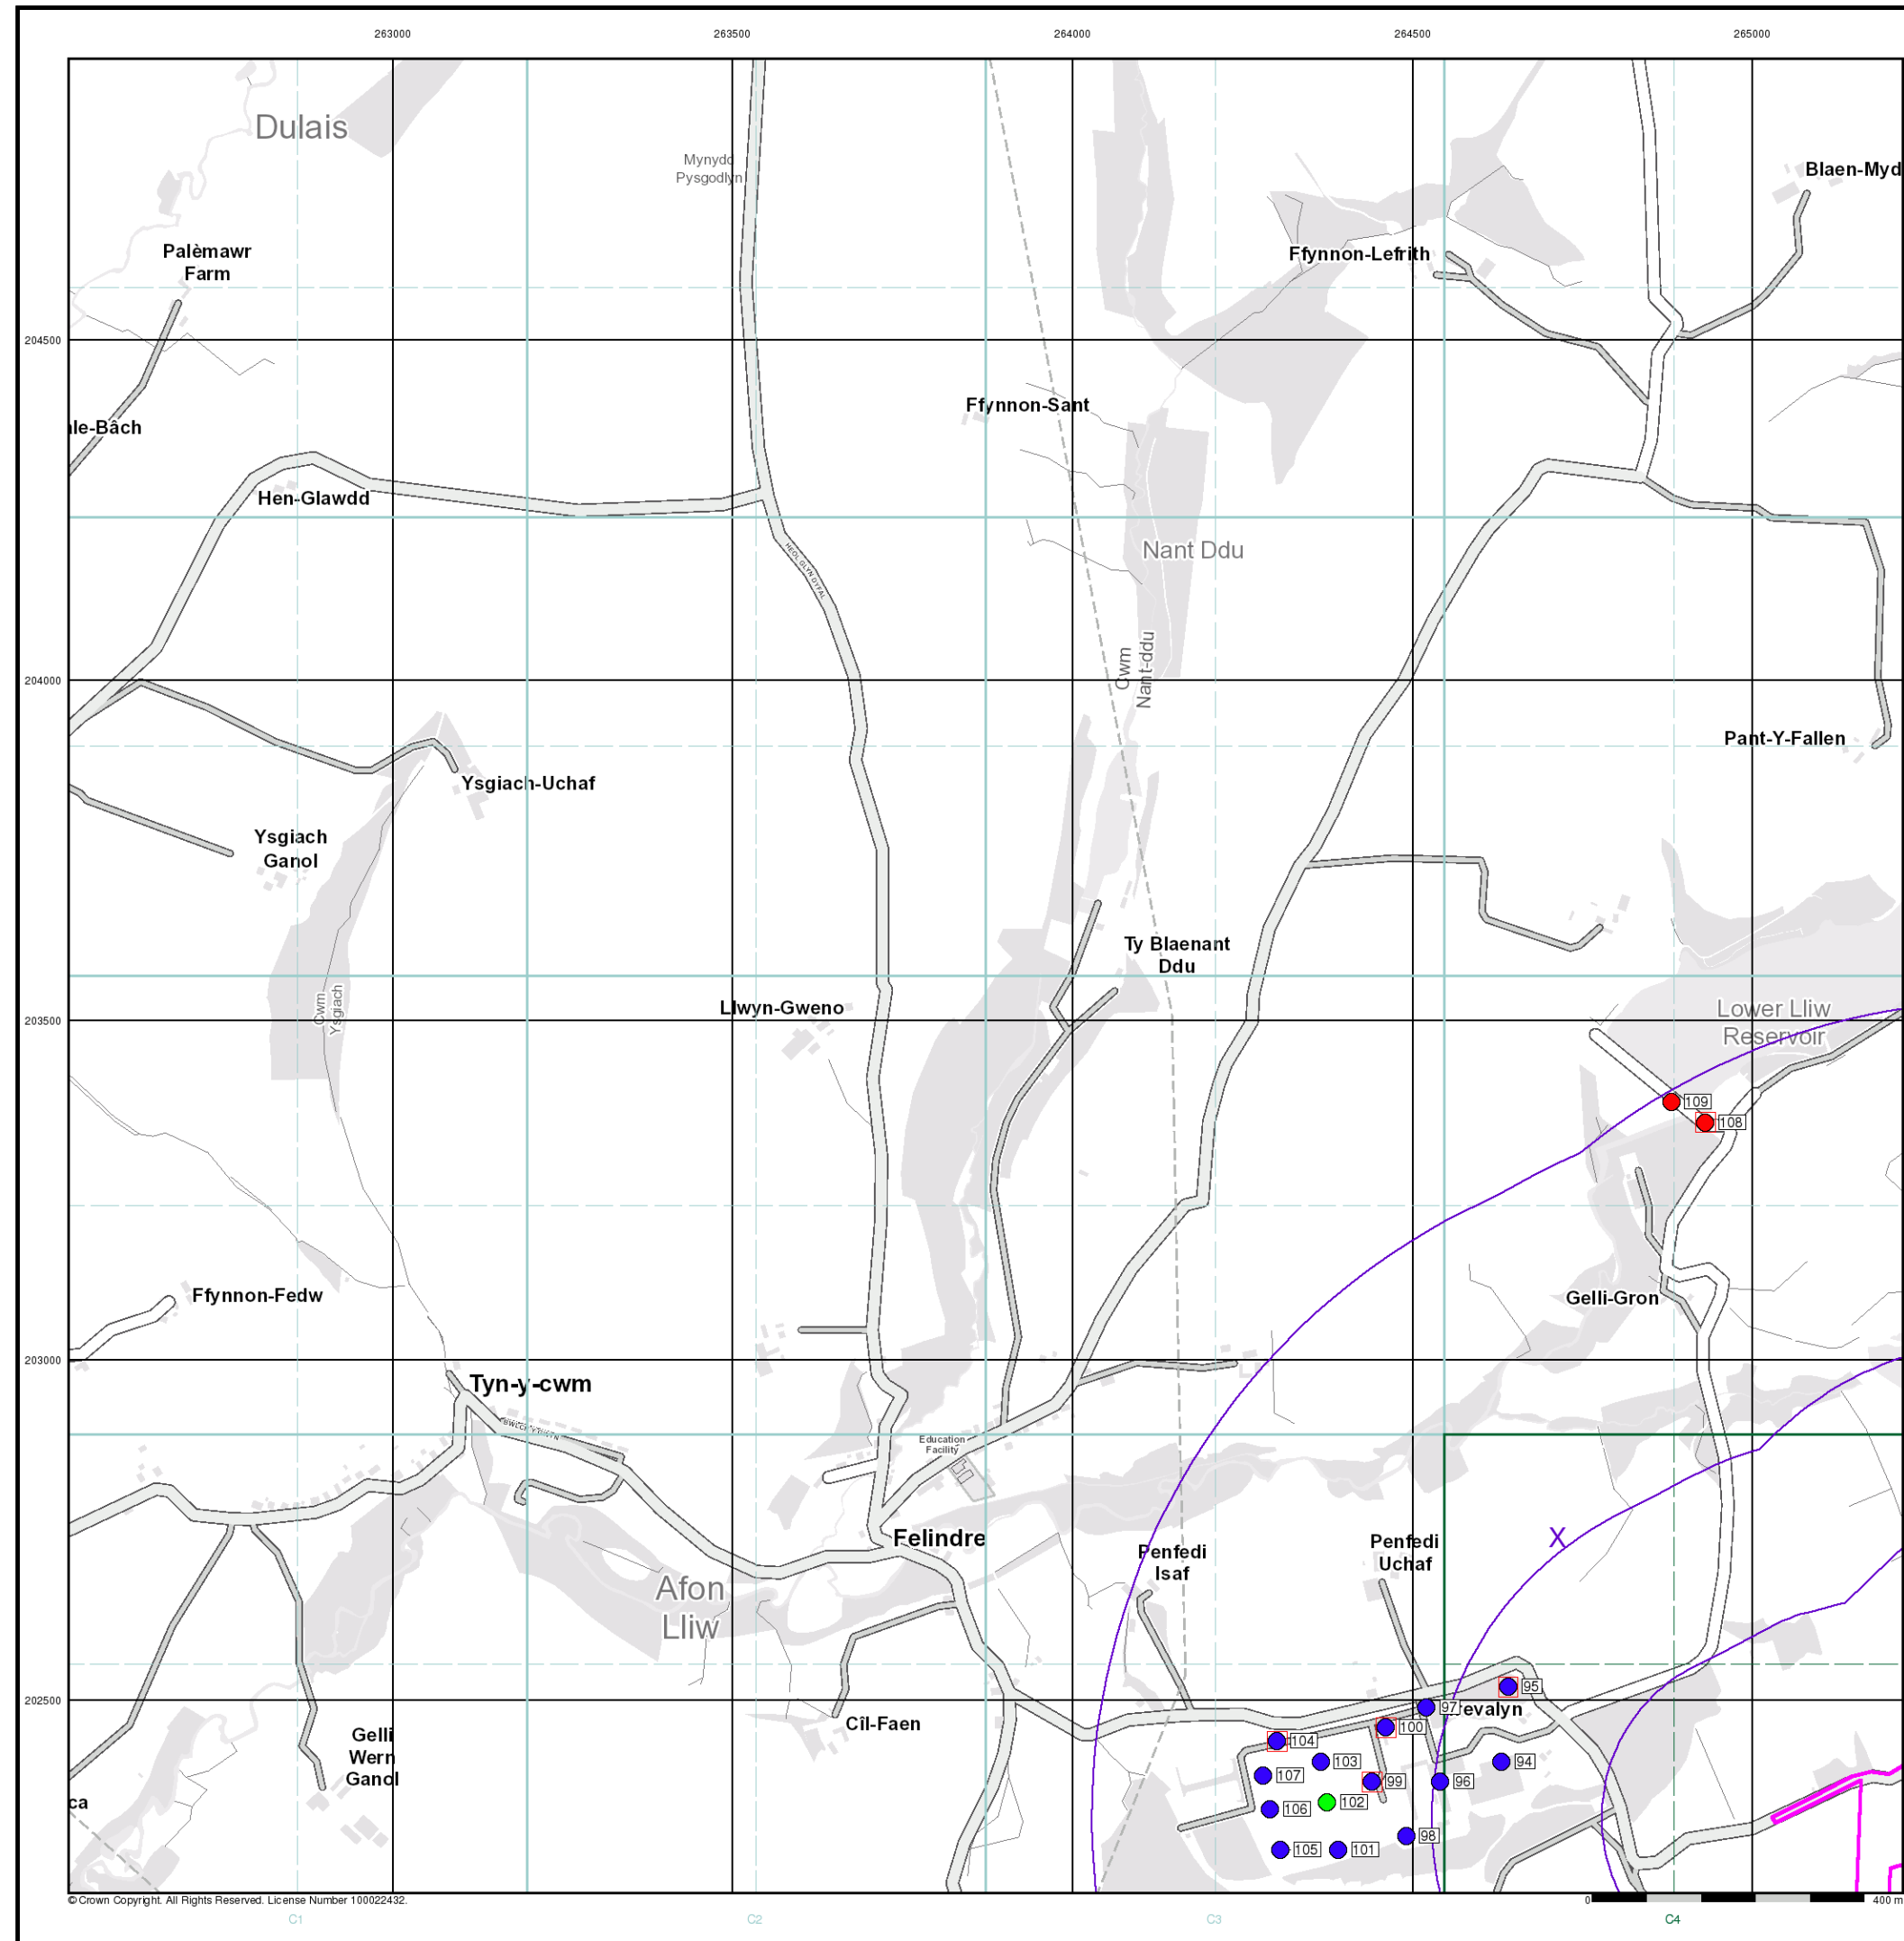 263000
263500
264000
264500
265000
Dulais
Mynydd
Pysgodlyn
Blaen-Myd
Palèmawr
Farm
Ffynnon-Lefrith
204500
Ffynnon-Sant
le-Bâch
Hen-Glawdd
HEOL GLYN DYFAL
Nant Ddu
Cwm
Nant-ddu
204000
Pant-Y-Fallen
Ysgiach-Uchaf
Ysgiach
Ganol
Ty Blaenant
Ddu
Cwm
Ysgiach
Llwyn-Gweno
Lower Lliw
Reservoir
203500
109
108
Ffynnon-Fedw
Gelli-Gron
203000
Tyn-y-cwm
Education
Facility
Felindre
Penfedi
Isaf
Penfedi
Uchaf
X
Afon
Lliw
202500
95
97
evalyn
Cîl-Faen
100
104
Gelli
Wern
Ganol
103
94
107
99
96
ca
102
106
98
105
101
© Crown Copyright. All Rights Reserved. License Number 100022432.
0
400 m
C1
C2
C3
C4